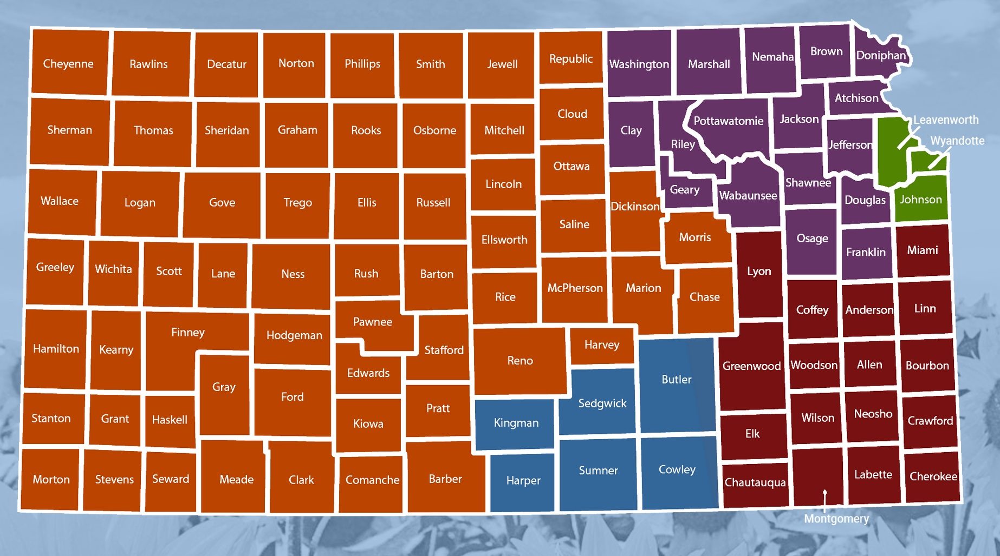 Cheyenne
Rawlins
Decatur
Norton
Phillips
Smith
Jewell
Republic
Washington
Marshall
Nemaha
Brown
Doniphan
Sherman
Thomas
Sheridan
Graham
Rooks
Osborne
Mitchell
Cloud
Clay
Riley
Pottawatomie
Jackson
Atchison
Jefferson
Leavenworth
Wyandotte
Wallace
Logan
Gove
Trego
Ellis
Russell
Lincoln
Ottawa
Dickinson
Geary
Wabaunsee
Shawnee
Douglas
Johnson
Greeley
Wichita
Scott
Lane
Ness
Rush
Barton
Ellsworth
Saline
Morris
Lyon
Osage
Franklin
Miami
Rice
McPherson
Marion
Chase
Coffey
Anderson
Linn
Hamilton
Kearny
Finney
Hodgeman
Pawnee
Stafford
Edwards
Gray
Ford
Reno
Harvey
Sedgwick
Butler
Greenwood
Woodson
Allen
Bourbon
Stanton
Grant
Haskell
Kiowa
Pratt
Kingman
Elk
Wilson
Neosho
Crawford
Morton
Stevens
Seward
Meade
Clark
Comanche
Barber
Harper
Sumner
Cowley
Chautauqua
Labette
Cherokee
Montgomery